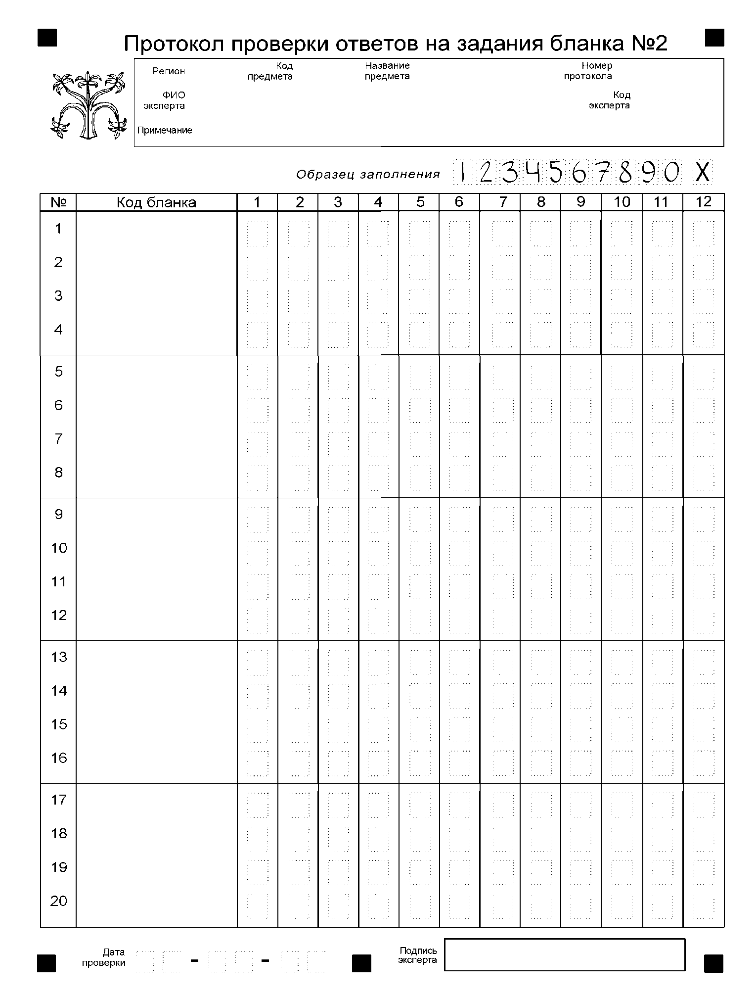 Протокол проверки ответов на задания бланка №2
Регион
Код предмета
Название предмета
Номер протокола
ФИО эксперта
Код эксперта
Примечание
Образец заполнения 1 2 3 4 5 6 7 8 9 0 X
№ Код бланка 1 2 3 4 5 6 7 8 9 10 11 12
1
2
3
4
5
6
7
8
9
10
11
12
13
14
15
16
17
18
19
20
Дата проверки - -
Подпись эксперта